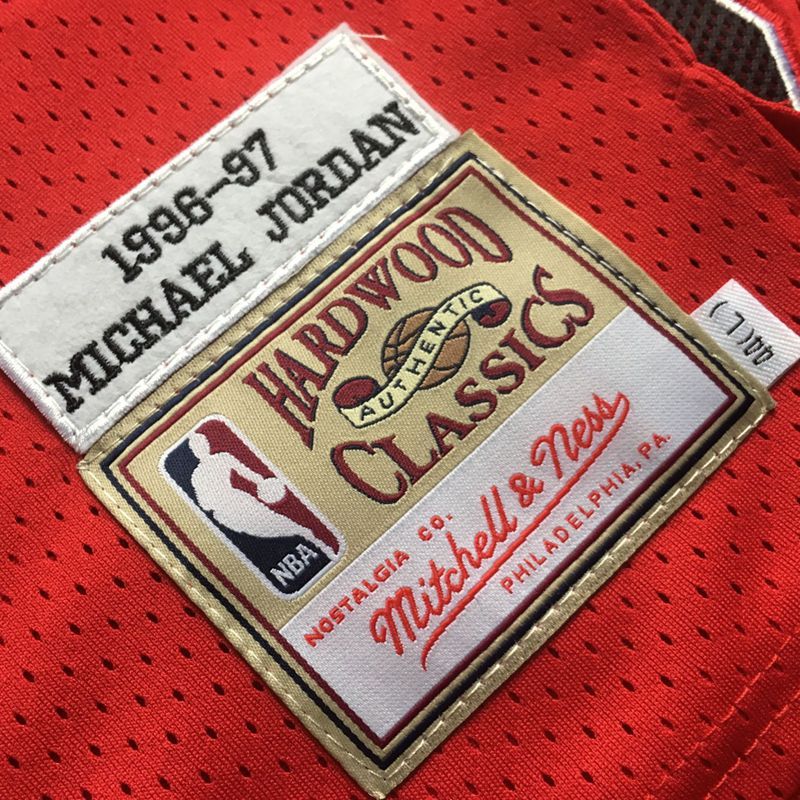 1996-97
MICHAEL JORDAN
HARDWOOD
AUTHENTIC
CLASSICS
NBA
NOSTALGIA CO.
Mitchell & Ness
PHILADELPHIA, PA.